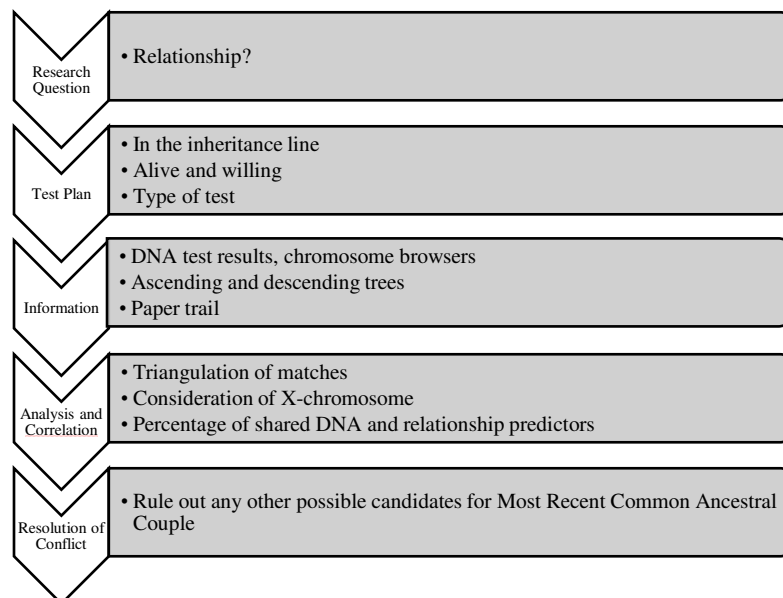 Research
Question
• Relationship?
Test Plan
• In the inheritance line
• Alive and willing
• Type of test
Information
• DNA test results, chromosome browsers
• Ascending and descending trees
• Paper trail
Analysis and
Correlation
• Triangulation of matches
• Consideration of X-chromosome
• Percentage of shared DNA and relationship predictors
Resolution of
Conflict
• Rule out any other possible candidates for Most Recent Common Ancestral
Couple